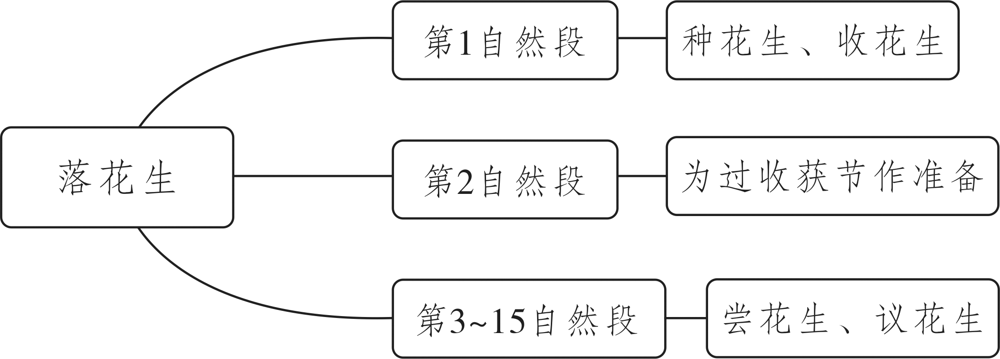 落花生
第1自然段
种花生、收花生
第2自然段
为过收获节作准备
第3~15自然段
尝花生、议花生